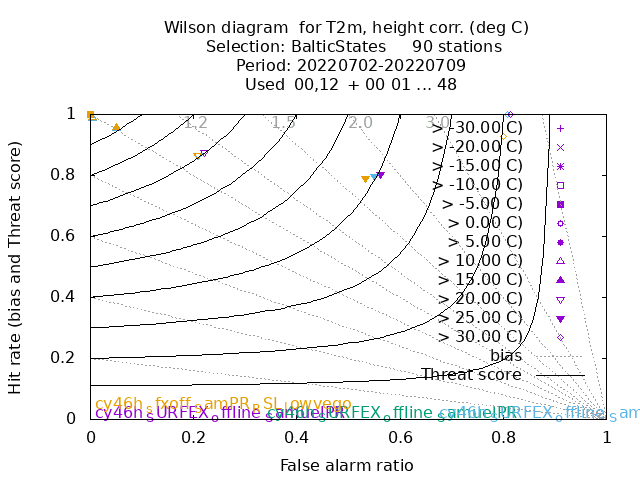 Wilson diagram  for T2m, height corr. (deg C)
Selection: BalticStates     90 stations
Period: 20220702-20220709
Used  00,12  + 00 01 ... 48
Hit rate (bias and Threat score)
1
0.8
0.6
0.4
0.2
0
1.2
1.5
2.0
3.0
> -30.00 C)
> -20.00 C)
> -15.00 C)
> -10.00 C)
> -5.00 C)
> 0.00 C)
> 5.00 C)
> 10.00 C)
> 15.00 C)
> 20.00 C)
> 25.00 C)
> 30.00 C)
bias
Threat score
0
0.2
0.4
0.6
0.8
1
False alarm ratio